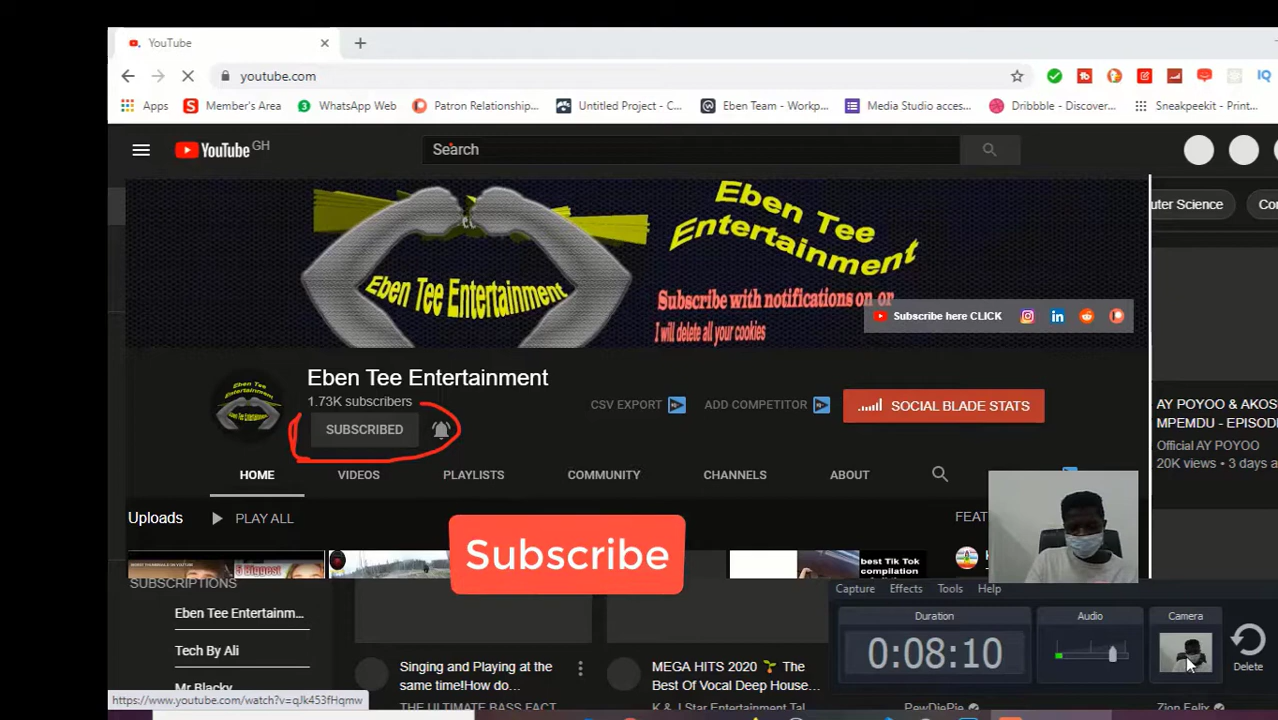 YouTube
youtube.com
Apps
Member's Area
WhatsApp Web
Patron Relationship...
Untitled Project - C...
Eben Team - Workp...
Media Studio acces...
Dribbble - Discover...
Sneakpeekit - Print...
IQ
YouTube GH
Search
Eben Tee Entertainment
Eben Tee
Entertainment
Subscribe with notifications on or
I will delete all your cookies
Subscribe here CLICK
uter Science
Eben Tee Entertainment
1.73K subscribers
SUBSCRIBED
CSV EXPORT
ADD COMPETITOR
SOCIAL BLADE STATS
AY POYOO & AKOS
MPEMDU - EPISOD
Official AY POYOO
20K views • 3 days a
HOME
VIDEOS
PLAYLISTS
COMMUNITY
CHANNELS
ABOUT
Uploads
PLAY ALL
FEA
Subscribe
best Tik Tok
compilation
SUBSCRIPTIONS
Eben Tee Entertainm...
Tech By Ali
Mr Blacky
Capture
Effects
Tools
Help
Duration
Audio
Camera
0:08:10
Delete
Singing and Playing at the
same time!How do...
THE ULTIMATE BASS FACT
MEGA HITS 2020 🌱 The
Best Of Vocal Deep House...
K & J Star Entertainment Tal
PewDiePie
Zion Felix
https://www.youtube.com/watch?v=qJk453fHqmw